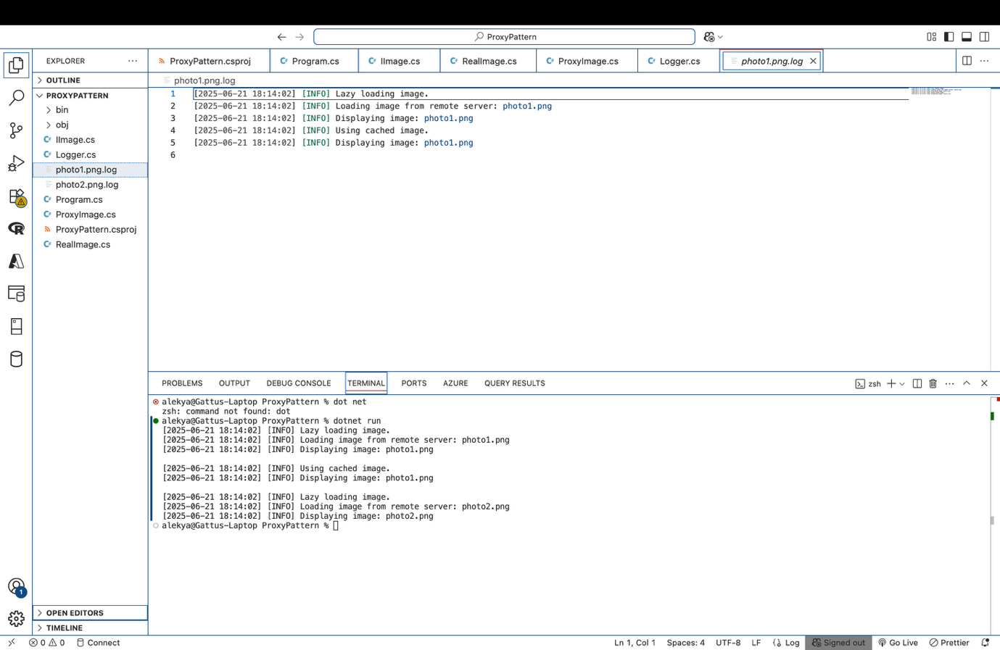 ProxyPattern
EXPLORER
ProxyPattern.csproj
Program.cs
IImage.cs
RealImage.cs
ProxyImage.cs
Logger.cs
photo1.png.log
OUTLINE
PROXYPATTERN
bin
obj
IImage.cs
Logger.cs
photo1.png.log
photo2.png.log
Program.cs
ProxyImage.cs
ProxyPattern.csproj
RealImage.cs
photo1.png.log
1 [2025-06-21 18:14:02] [INFO] Lazy loading image.
2 [2025-06-21 18:14:02] [INFO] Loading image from remote server: photo1.png
3 [2025-06-21 18:14:02] [INFO] Displaying image: photo1.png
4 [2025-06-21 18:14:02] [INFO] Using cached image.
5 [2025-06-21 18:14:02] [INFO] Displaying image: photo1.png
6
PROBLEMS OUTPUT DEBUG CONSOLE TERMINAL PORTS AZURE QUERY RESULTS
zsh
alekya@Gattus-Laptop ProxyPattern % dot net
zsh: command not found: dot
alekya@Gattus-Laptop ProxyPattern % dotnet run
[2025-06-21 18:14:02] [INFO] Lazy loading image.
[2025-06-21 18:14:02] [INFO] Loading image from remote server: photo1.png
[2025-06-21 18:14:02] [INFO] Displaying image: photo1.png
[2025-06-21 18:14:02] [INFO] Using cached image.
[2025-06-21 18:14:02] [INFO] Displaying image: photo1.png
[2025-06-21 18:14:02] [INFO] Lazy loading image.
[2025-06-21 18:14:02] [INFO] Loading image from remote server: photo2.png
[2025-06-21 18:14:02] [INFO] Displaying image: photo2.png
alekya@Gattus-Laptop ProxyPattern %
1
OPEN EDITORS
TIMELINE
0 0 Connect
Ln 1, Col 1 Spaces: 4 UTF-8 LF Log Signed out Go Live Prettier